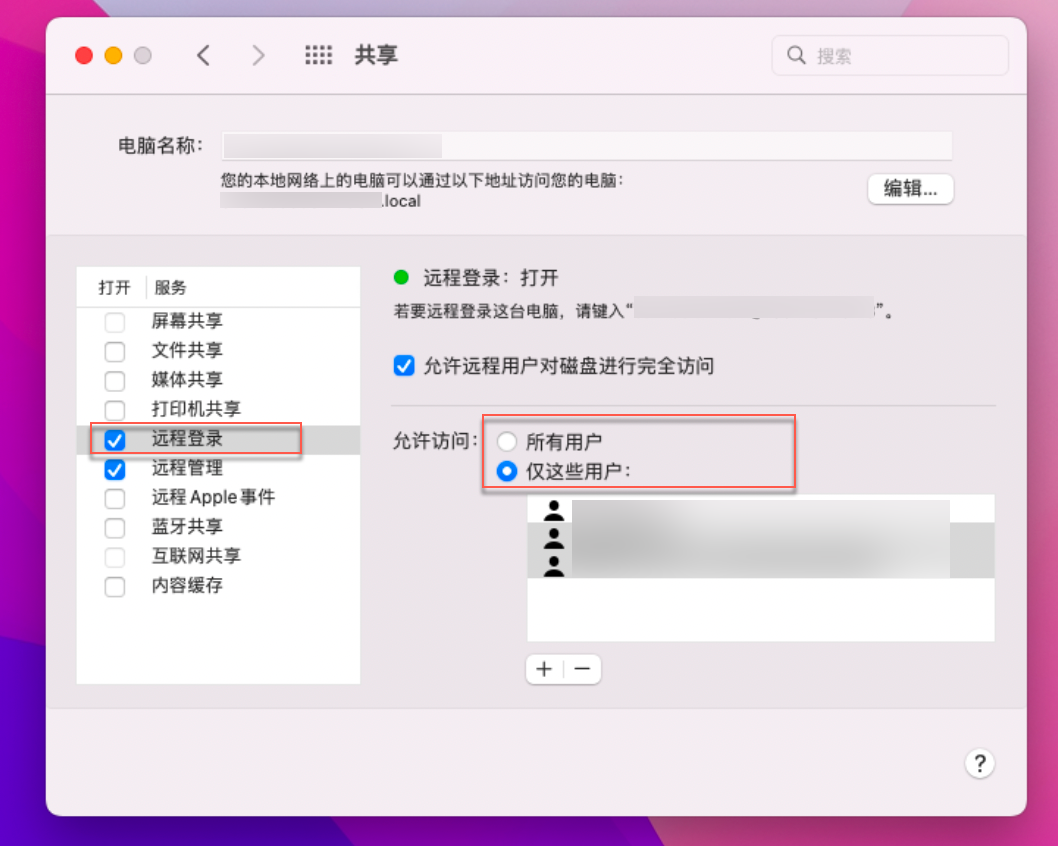 共享
搜索
电脑名称：
您的本地网络上的电脑可以通过以下地址访问您的电脑：
.local
编辑...
打开 服务
屏幕共享
文件共享
媒体共享
打印机共享
远程登录
远程管理
远程 Apple 事件
蓝牙共享
互联网共享
内容缓存
远程登录：打开
若要远程登录这台电脑，请键入“ ”。
允许远程用户对磁盘进行完全访问
允许访问：
所有用户
仅这些用户：
+ −
?